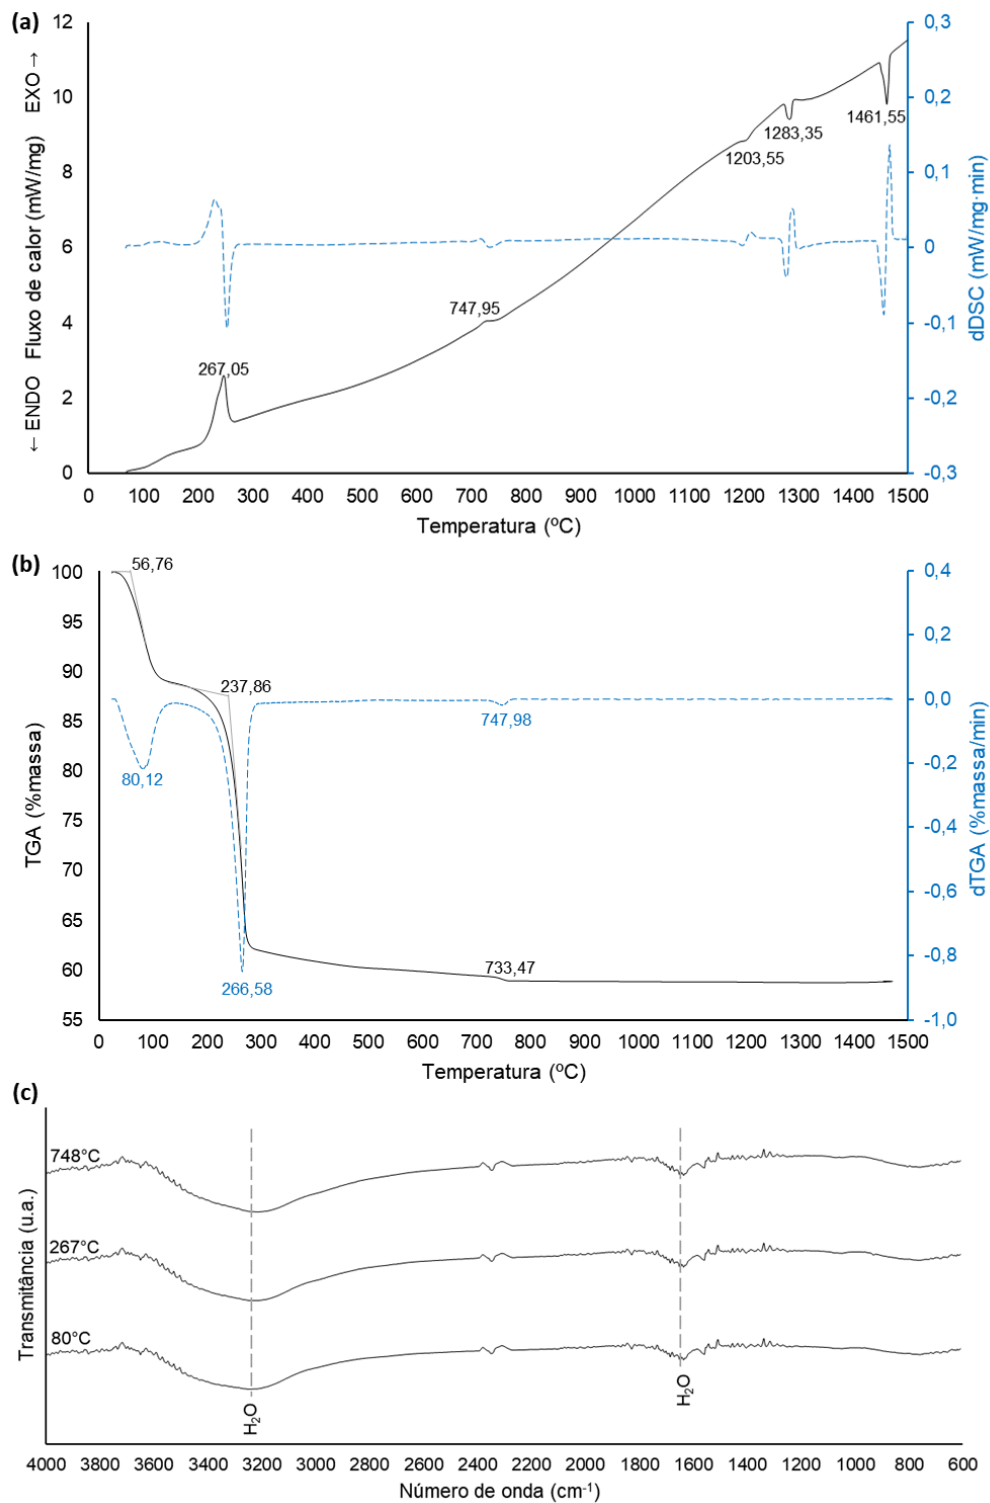 (a)
← ENDO Fluxo de calor (mW/mg) EXO →
12
10
8
6
4
2
0
0,3
0,2
0,1
0
-0,1
-0,2
-0,3
dDSC (mW/mg·min)
267,05
747,95
1203,55
1283,35
1461,55
0 100 200 300 400 500 600 700 800 900 1000 1100 1200 1300 1400 1500
Temperatura (ºC)
(b)
TGA (%massa)
100
95
90
85
80
75
70
65
60
55
0,4
0,2
0,0
-0,2
-0,4
-0,6
-0,8
-1,0
dTGA (%massa/min)
56,76
237,86
747,98
80,12
733,47
266,58
0 100 200 300 400 500 600 700 800 900 1000 1100 1200 1300 1400 1500
Temperatura (ºC)
(c)
Transmitância (u.a.)
748°C
267°C
80°C
H₂O
H₂O
4000 3800 3600 3400 3200 3000 2800 2600 2400 2200 2000 1800 1600 1400 1200 1000 800 600
Número de onda (cm⁻¹)